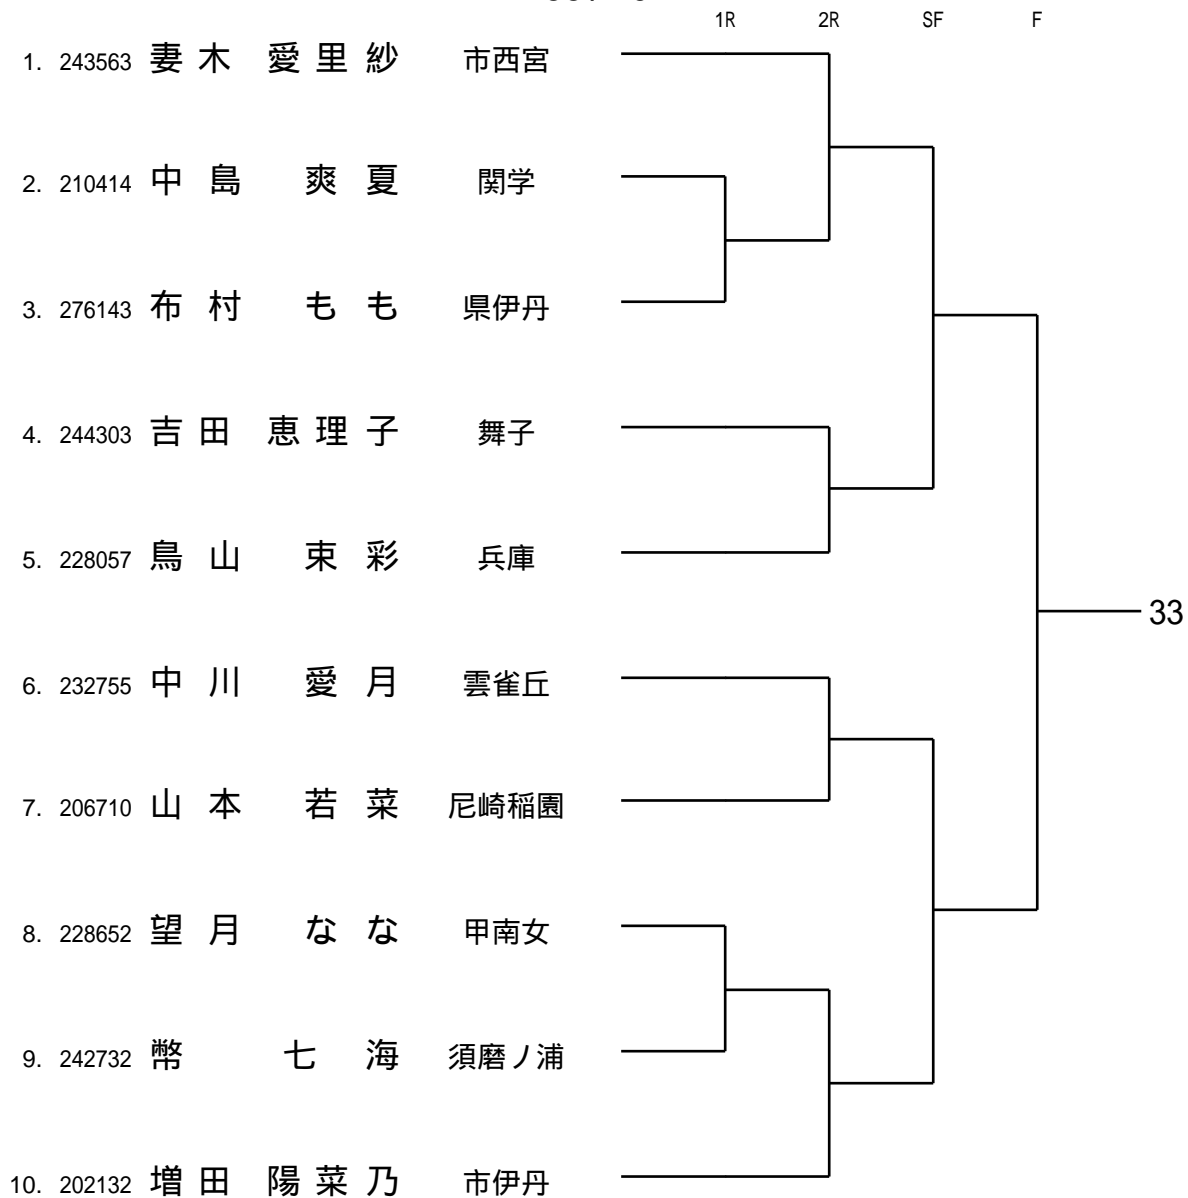 1R 2R SF F
1. 243563 妻木 愛里紗 市西宮
2. 210414 中島 爽夏 関学
3. 276143 布村 もも 県伊丹
4. 244303 吉田 恵理子 舞子
5. 228057 鳥山 束彩 兵庫
33
6. 232755 中川 愛月 雲雀丘
7. 206710 山本 若菜 尼崎稲園
8. 228652 望月 なな 甲南女
9. 242732 幣 七海 須磨ノ浦
10. 202132 増田 陽菜乃 市伊丹